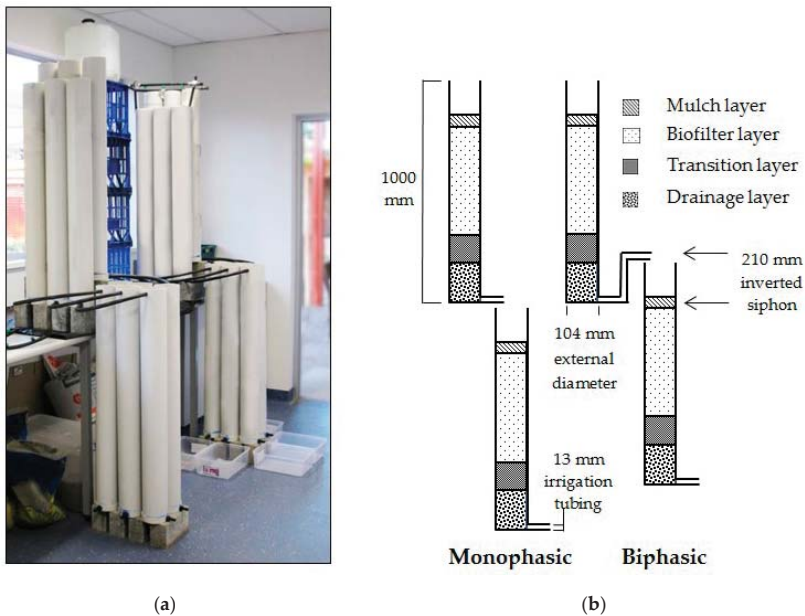 1000
mm
Mulch layer
Biofilter layer
Transition layer
Drainage layer
210 mm
inverted
siphon
104 mm
external
diameter
13 mm
irrigation
tubing
Monophasic
Biphasic
(a)
(b)